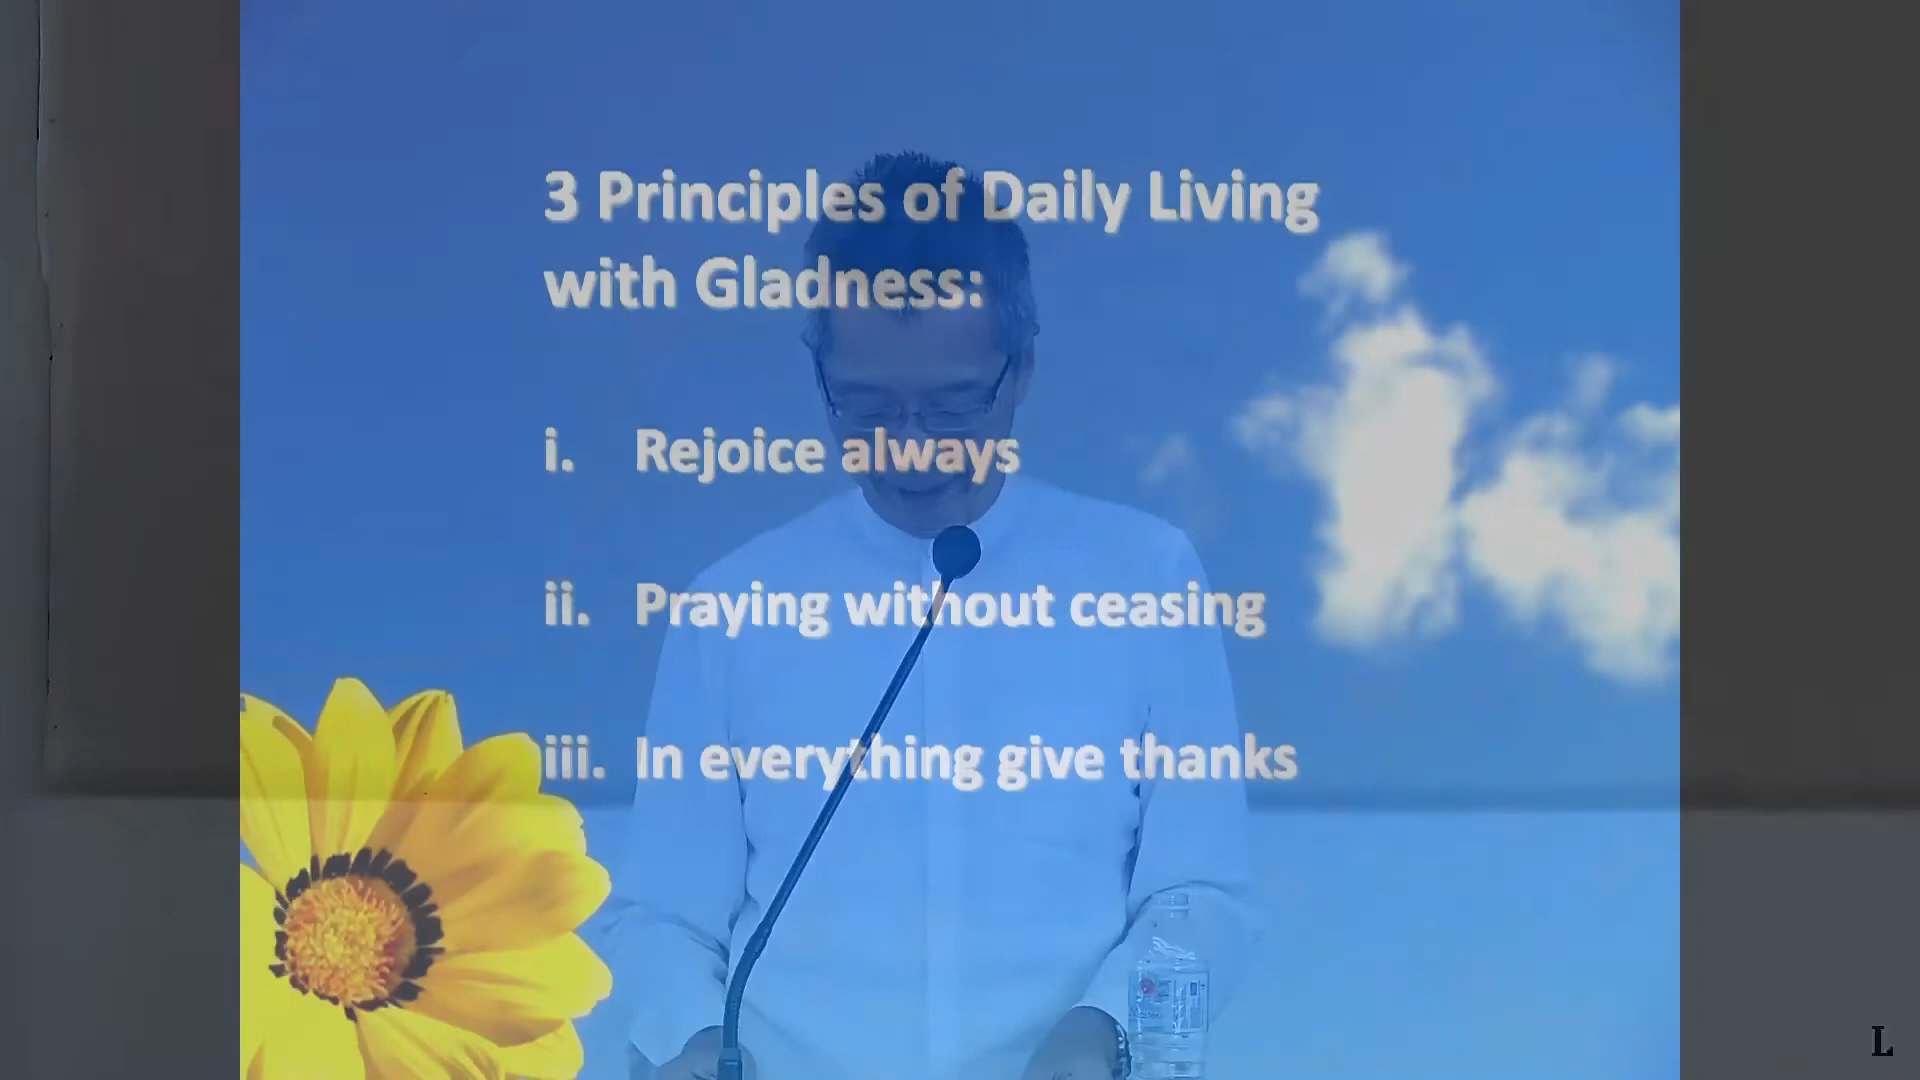 3 Principles of Daily Living
with Gladness:
i. Rejoice always
ii. Praying without ceasing
iii. In everything give thanks
L